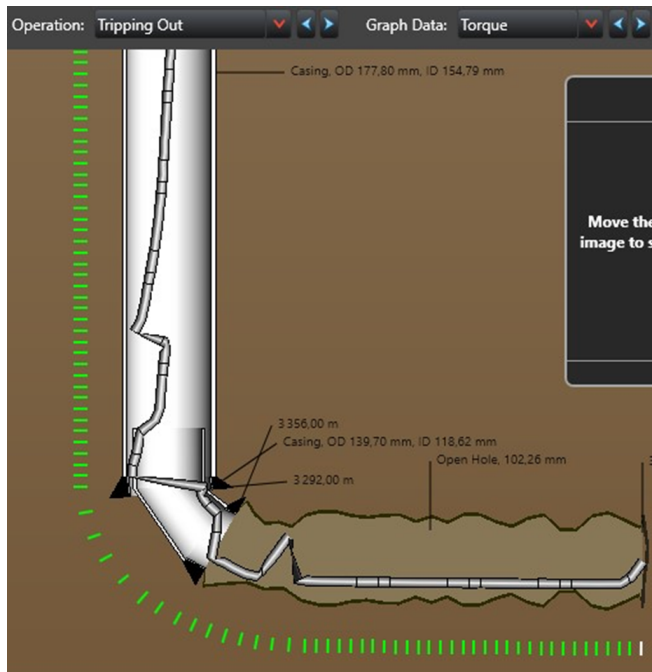 Operation: Tripping Out Graph Data: Torque
Casing, OD 177,80 mm, ID 154,79 mm
Move the
image to s
3 356,00 m
Casing, OD 139,70 mm, ID 118,62 mm
Open Hole, 102,26 mm
3 292,00 m